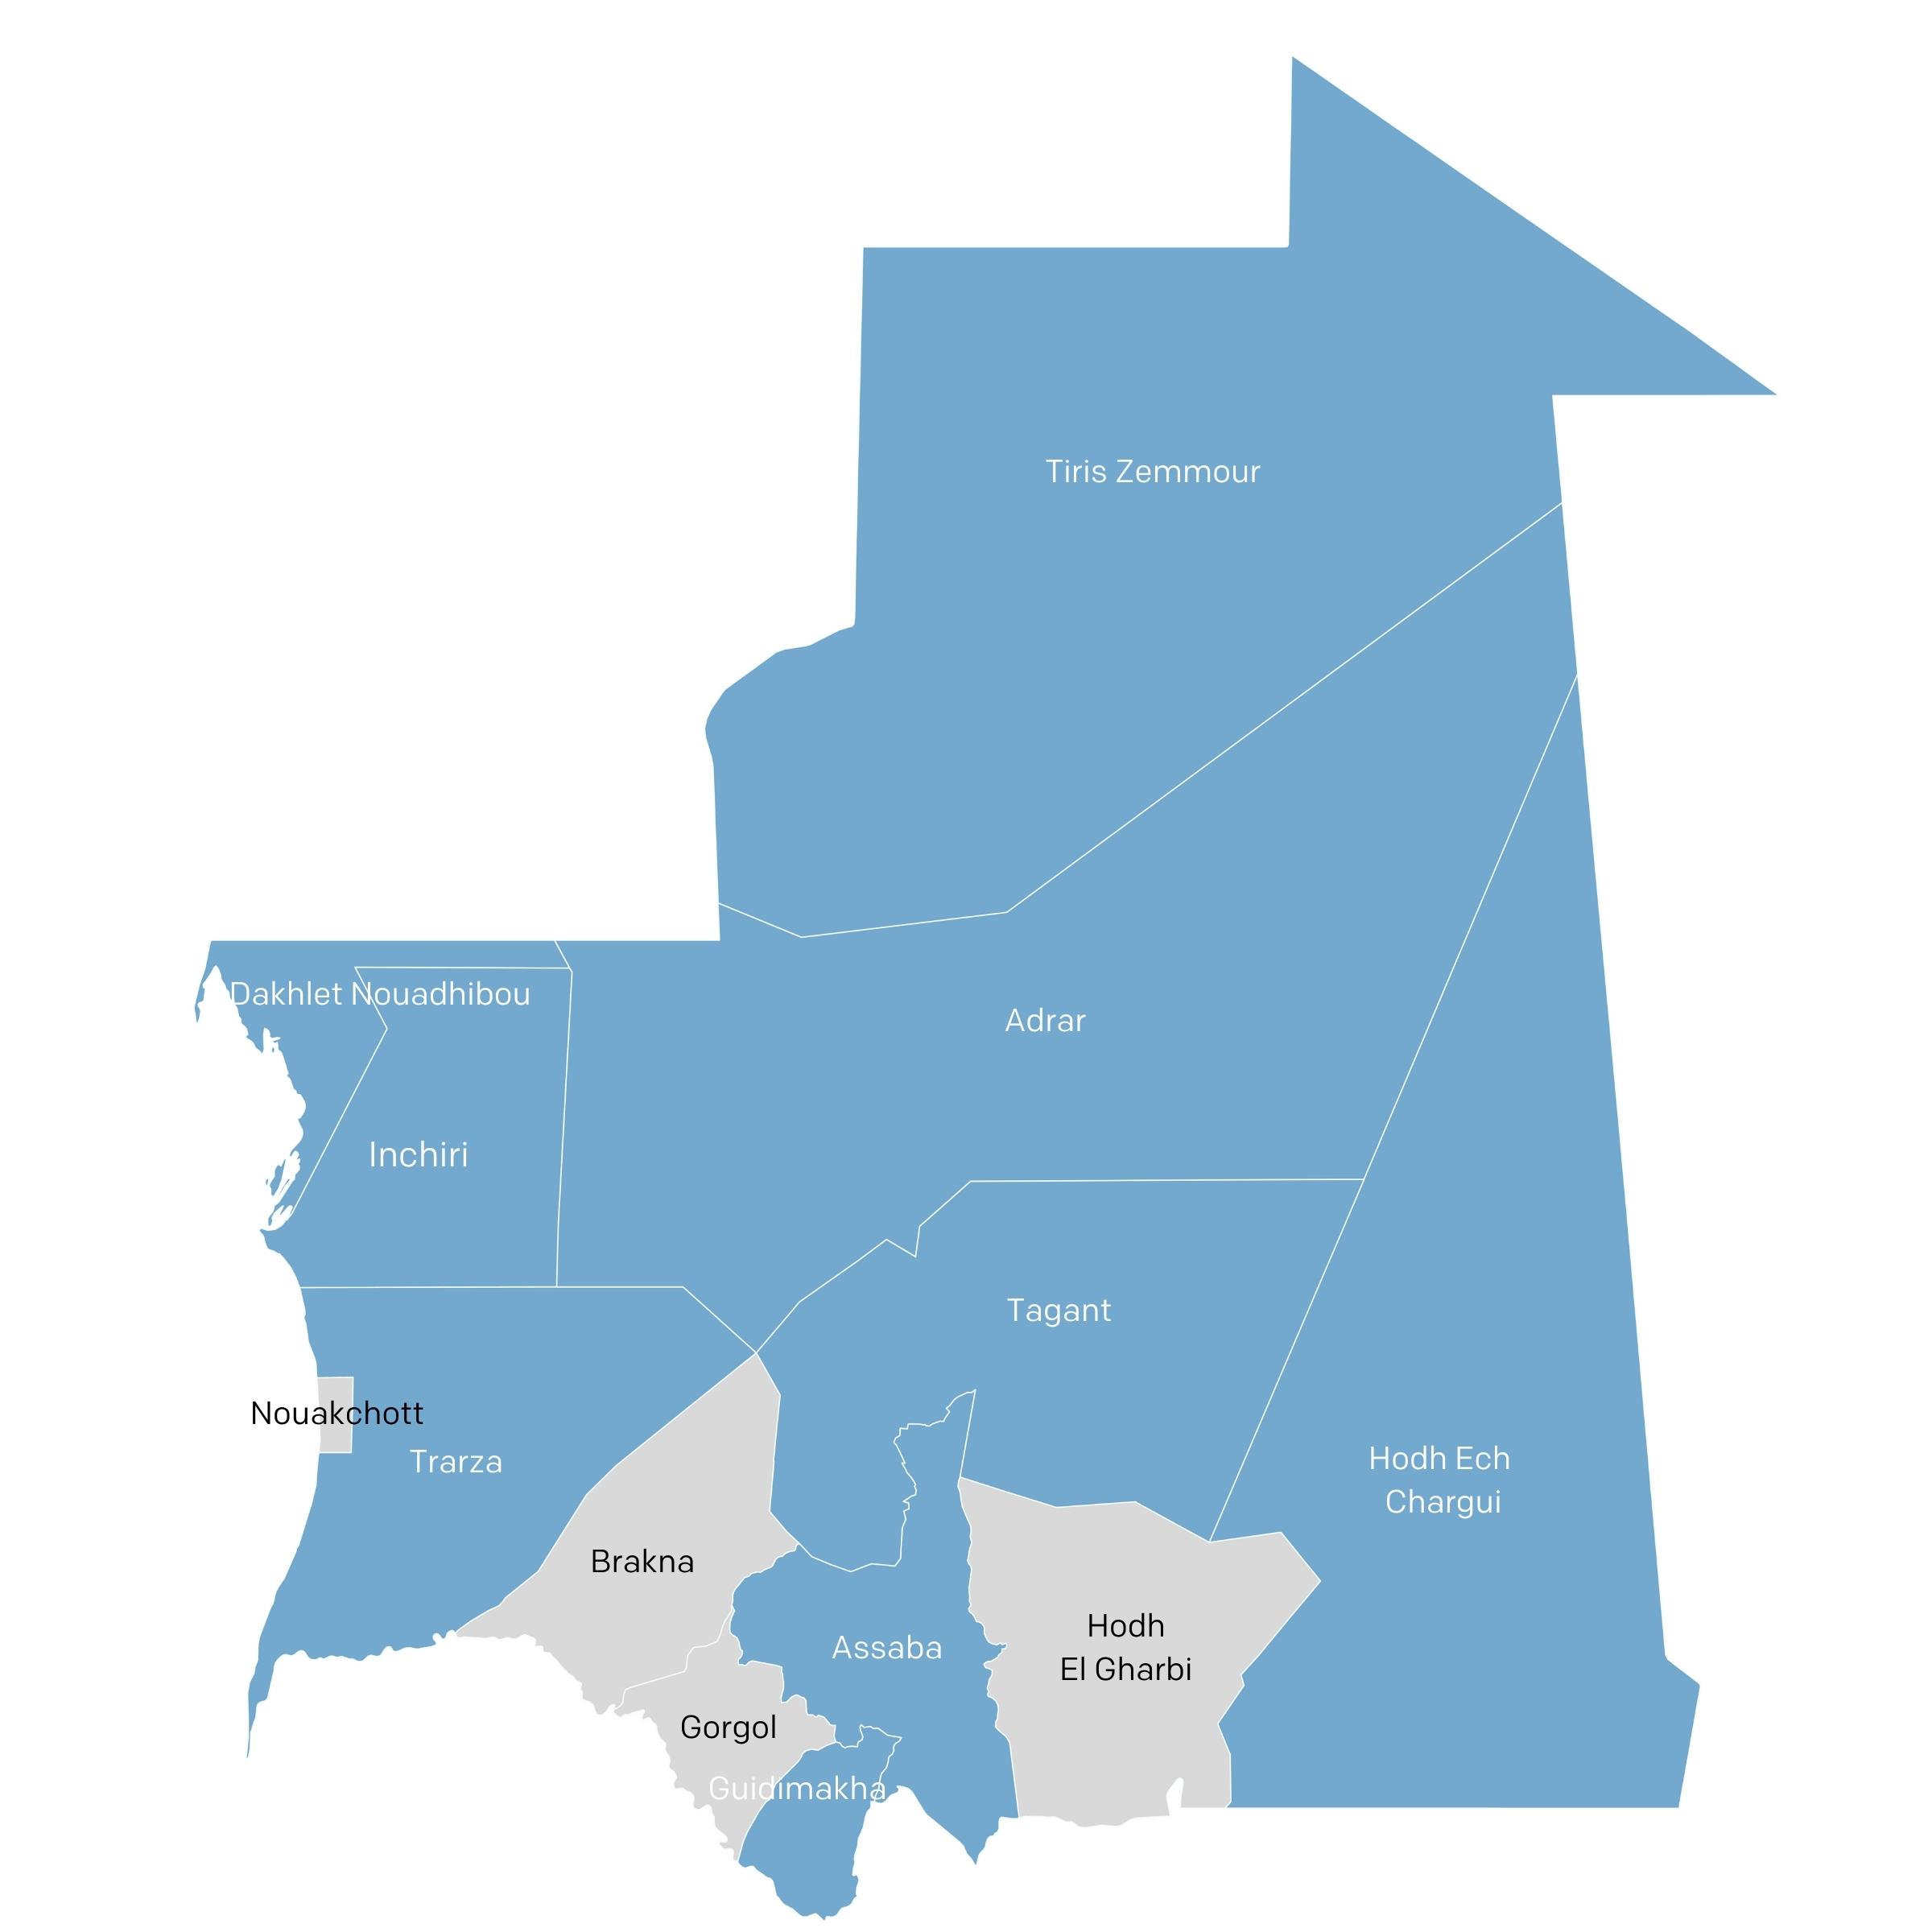 Tiris Zemmour
Dakhlet Nouadhibou
Adrar
Inchiri
Tagant
Nouakchott
Trarza
Hodh Ech
Chargui
Brakna
Hodh
El Gharbi
Assaba
Gorgol
Guidimakha